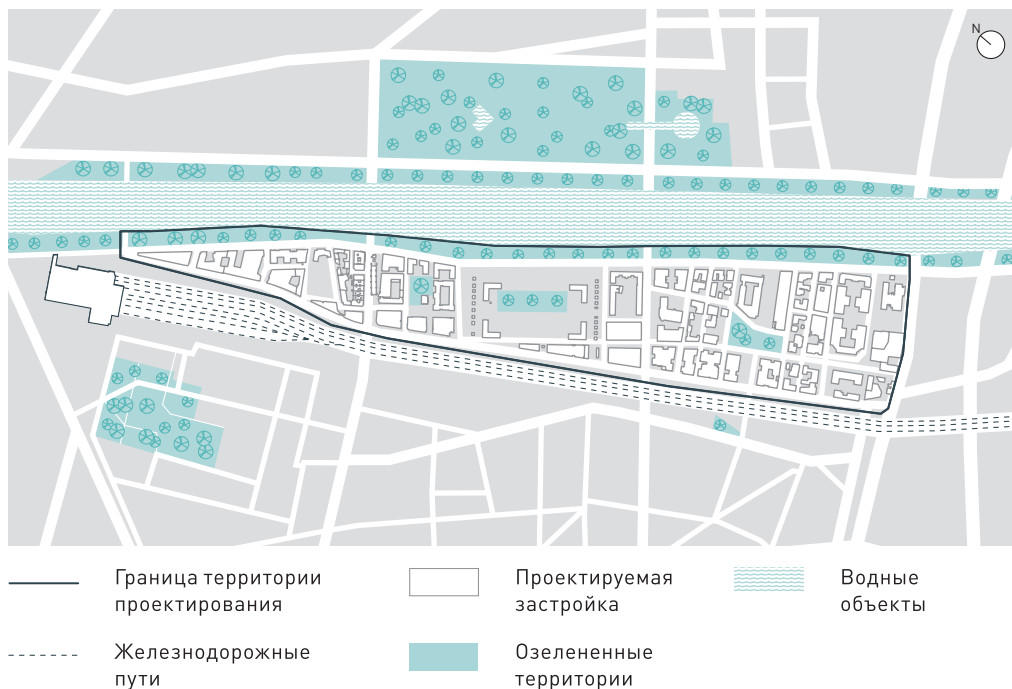 N
Граница территории
проектирования
Проектируемая
застройка
Водные
объекты
Железнодорожные
пути
Озелененные
территории